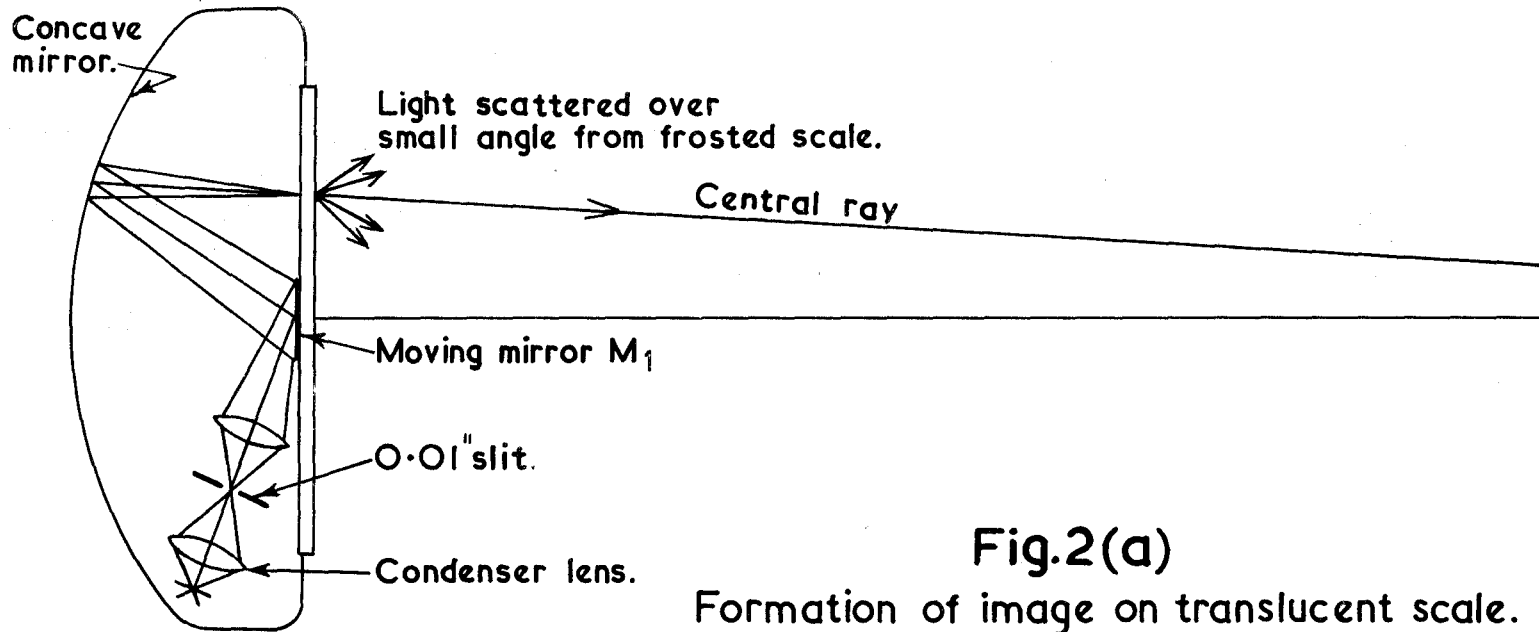 Concave
mirror.
Light scattered over
small angle from frosted scale.
Central ray
Moving mirror M₁
0·01" slit.
Condenser lens.
Fig.2(a)
Formation of image on translucent scale.